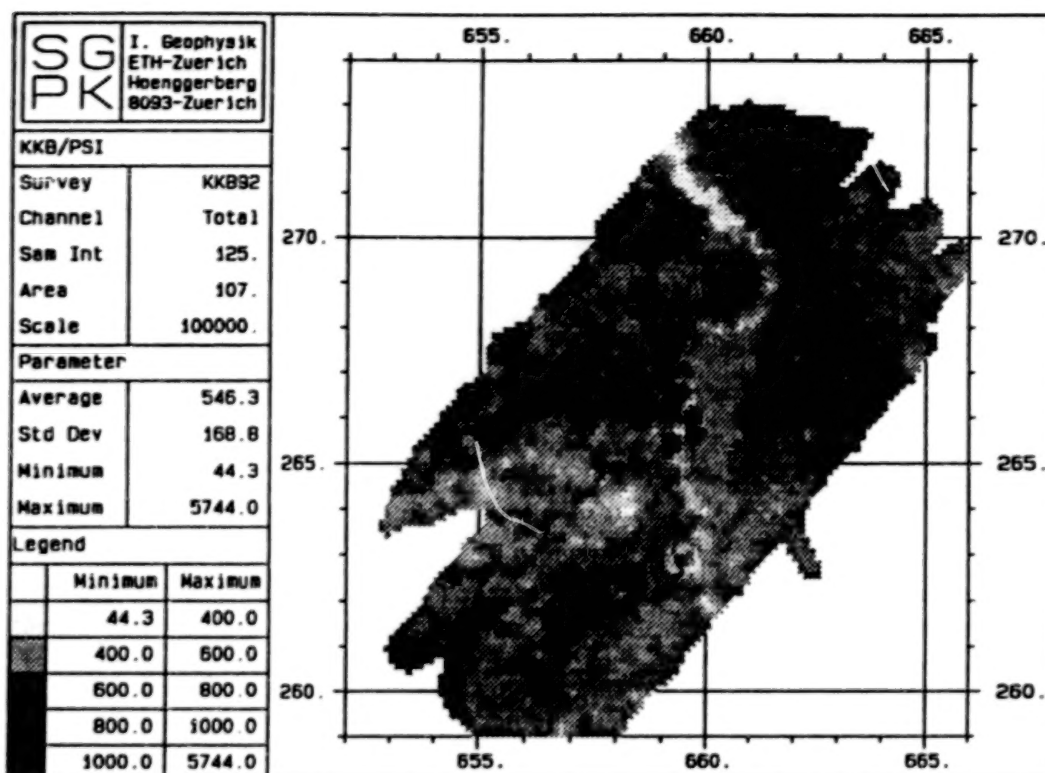 SG
PK
I. Geophysik
ETH-Zuerich
Hoenggerberg
8093-Zuerich
KKB/PSI
Survey KKB92
Channel Total
Sam Int 125.
Area 107.
Scale 100000.
Parameter
Average 546.3
Std Dev 168.8
Minimum 44.3
Maximum 5744.0
Legend
Minimum Maximum
44.3 400.0
400.0 600.0
600.0 800.0
800.0 1000.0
1000.0 5744.0
655. 660. 665.
270. 270.
265. 265.
260. 260.
655. 660. 665.